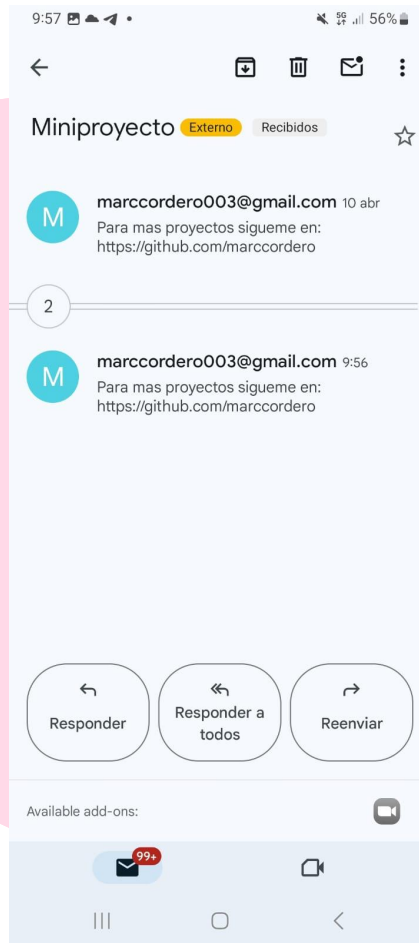 9:57
5G
56%
Miniproyecto Externo Recibidos
M
marccordero003@gmail.com 10 abr
Para mas proyectos sigueme en:
https://github.com/marccordero
2
M
marccordero003@gmail.com 9:56
Para mas proyectos sigueme en:
https://github.com/marccordero
Responder
Responder a
todos
Reenviar
Available add-ons:
99+